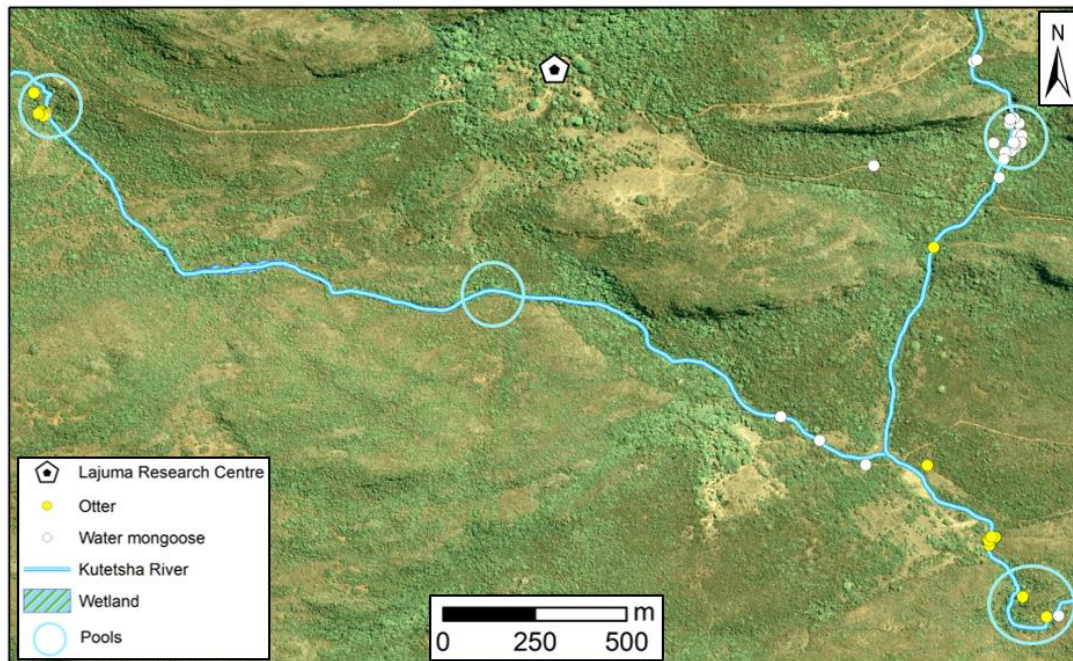 N
Lajuma Research Centre
Otter
Water mongoose
Kutetsha River
Wetland
Pools
m
0 250 500